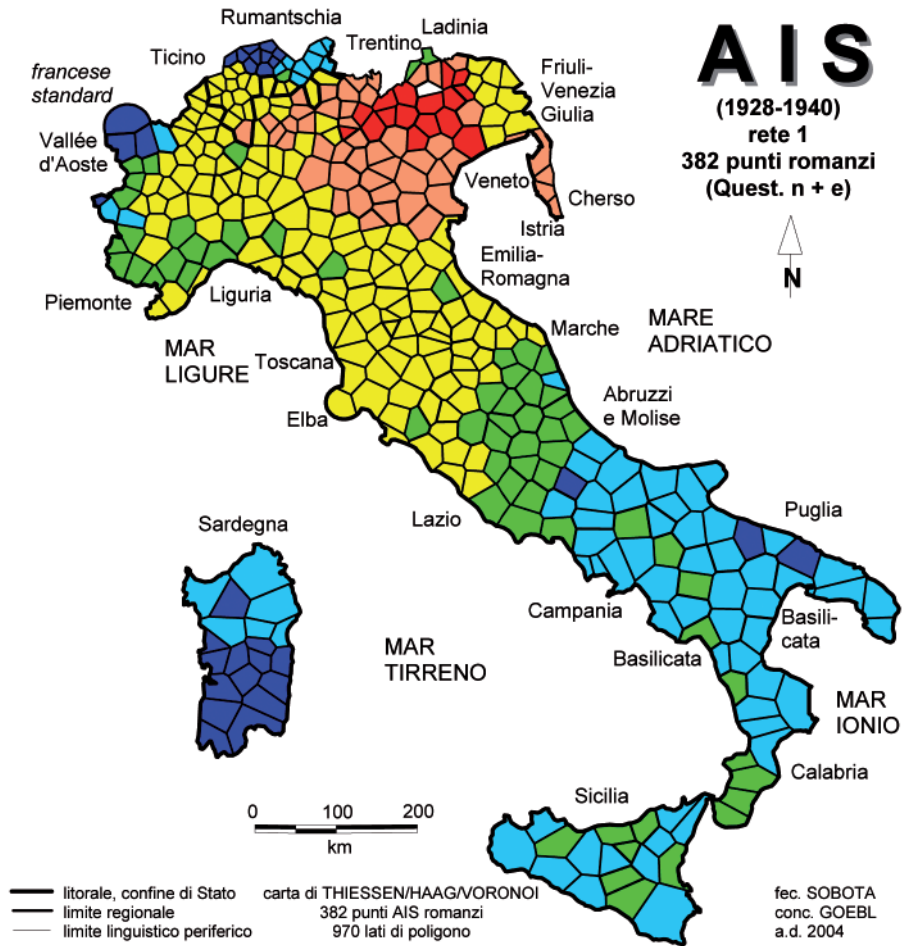 Rumantschia
Ladinia
Trentino
Ticino
francese
standard
Vallée
d'Aoste
Friuli-
Venezia
Giulia
AIS
(1928-1940)
rete 1
382 punti romanzi
(Quest. n + e)
N
Veneto
Cherso
Istria
Emilia-
Romagna
Piemonte
Liguria
Marche
MARE
ADRIATICO
MAR
LIGURE
Toscana
Elba
Abruzzi
e Molise
Lazio
Puglia
Sardegna
Campania
Basili-
cata
Basilicata
MAR
TIRRENO
MAR
IONIO
Calabria
Sicilia
0 100 200
km
litorale, confine di Stato
limite regionale
limite linguistico periferico
carta di THIESSEN/HAAG/VORONOI
382 punti AIS romanzi
970 lati di poligono
fec. SOBOTA
conc. GOEBL
a.d. 2004